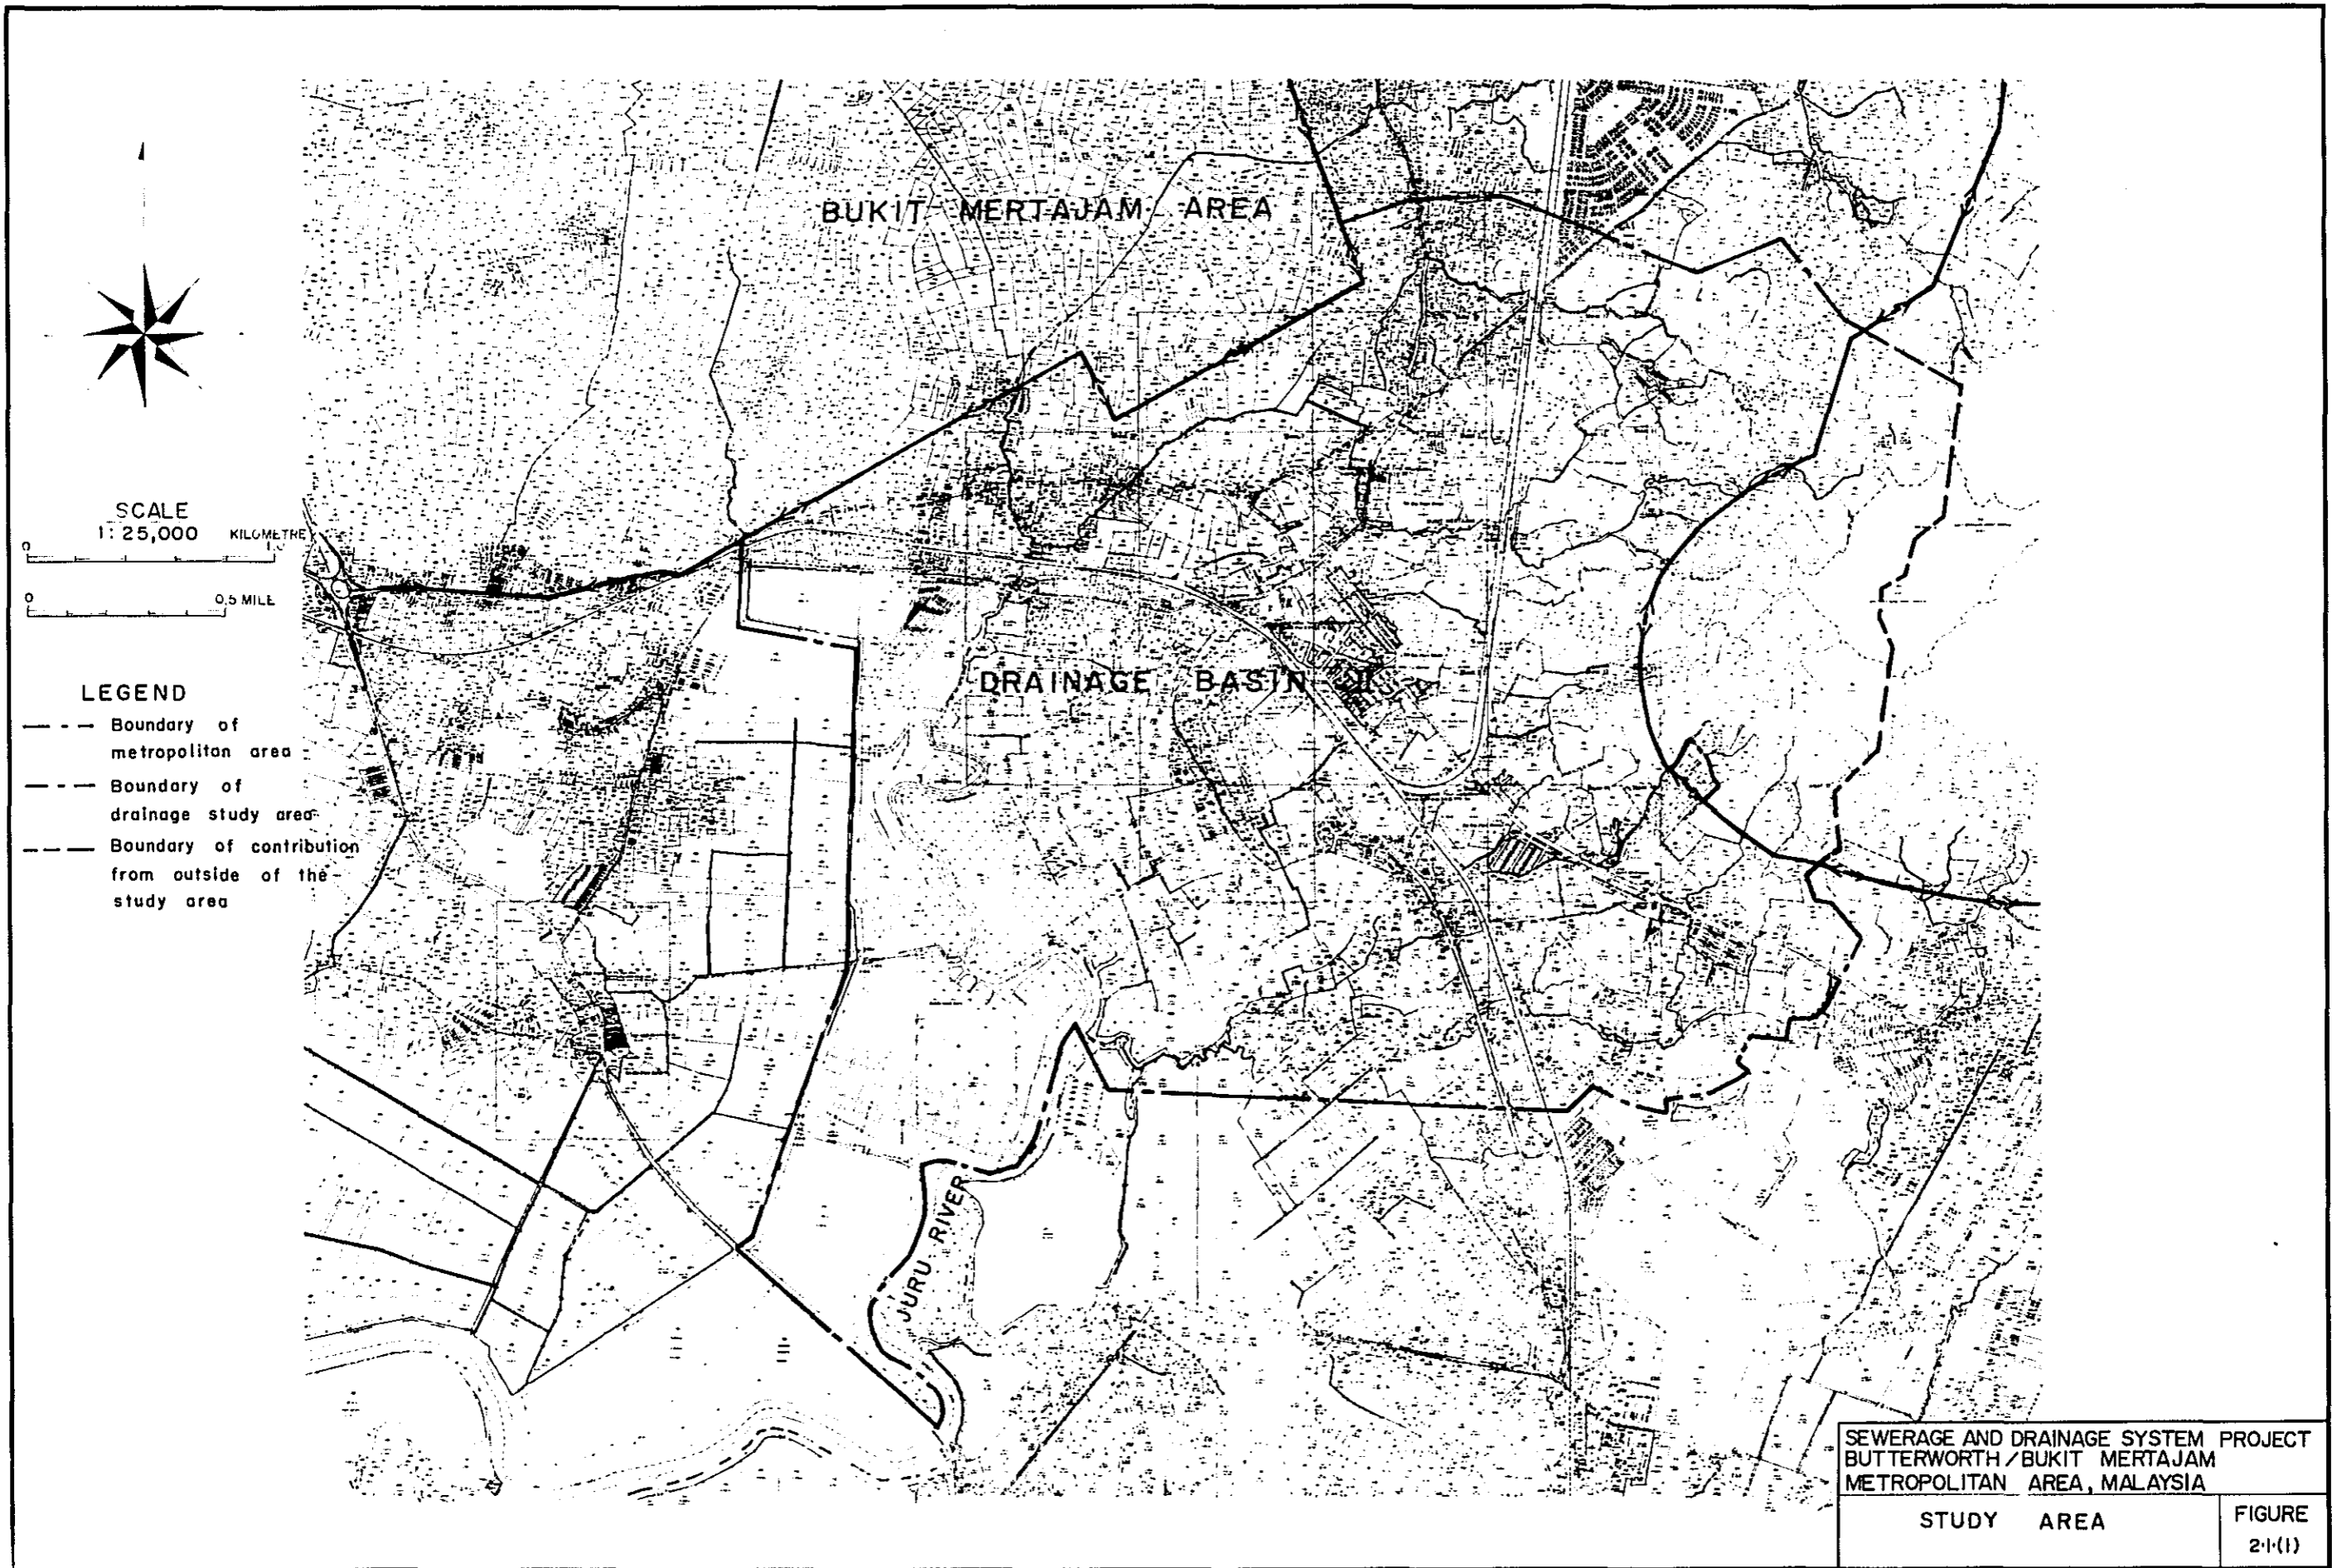 BUKIT MERTAJAM AREA
SCALE
1:25,000
KILOMETRE
0 1.0
0 0.5 MILE
LEGEND
Boundary of
metropolitan area
Boundary of
drainage study area
Boundary of contribution
from outside of the
study area
DRAINAGE BASIN II
JURU RIVER
SEWERAGE AND DRAINAGE SYSTEM PROJECT
BUTTERWORTH/BUKIT MERTAJAM
METROPOLITAN AREA, MALAYSIA
STUDY AREA
FIGURE
2·1·(1)